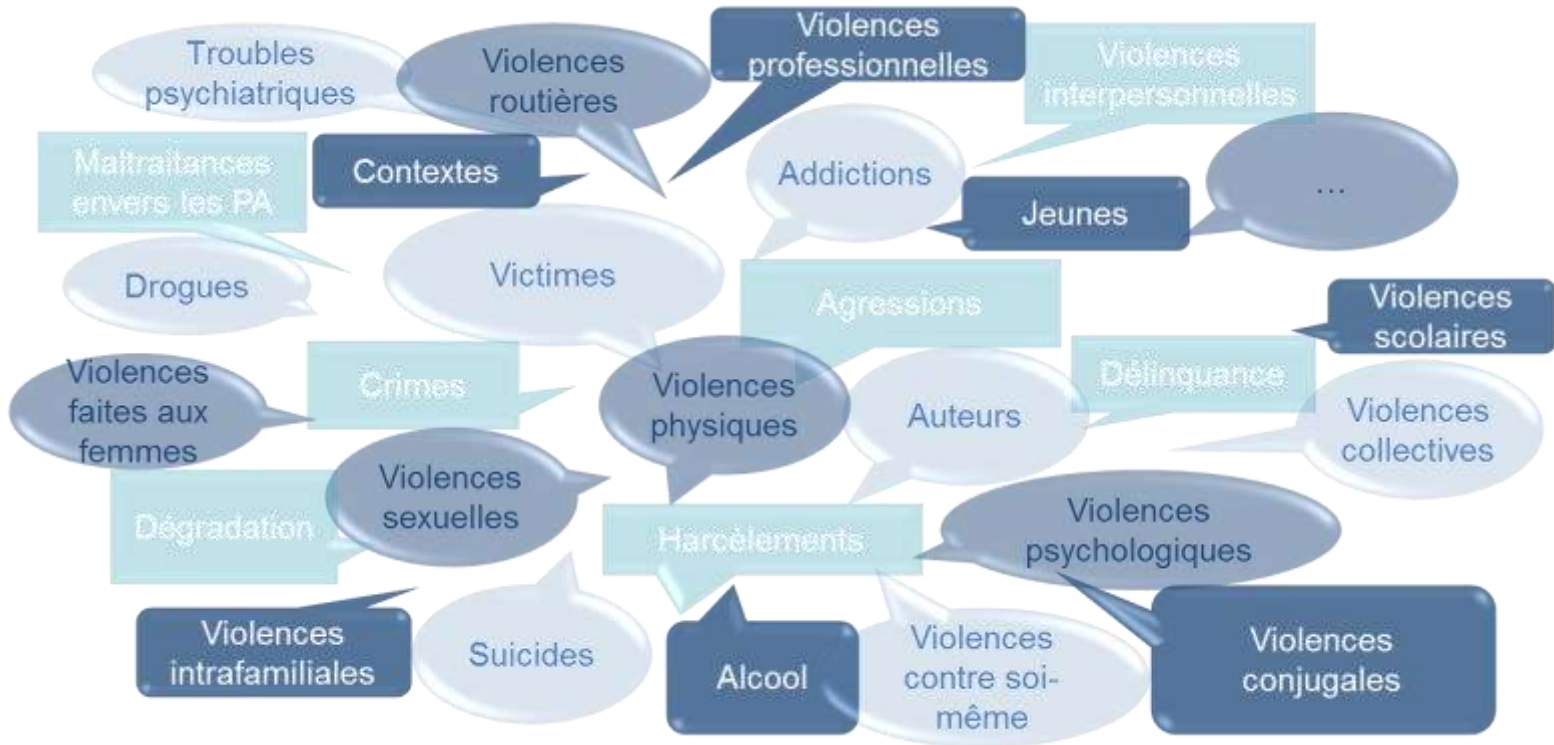 Troubles
psychiatriques
Violences
routières
Violences
professionnelles
Violences
interpersonnelles
Maltraitances
envers les PA
Contextes
Addictions
Jeunes
...
Drogues
Victimes
Agressions
Violences
scolaires
Violences
faites aux
femmes
Crimes
Violences
physiques
Auteurs
Délinquance
Violences
collectives
Dégradation
Violences
sexuelles
Harcèlements
Violences
psychologiques
Violences
intrafamiliales
Suicides
Alcool
Violences
contre soi-
même
Violences
conjugales